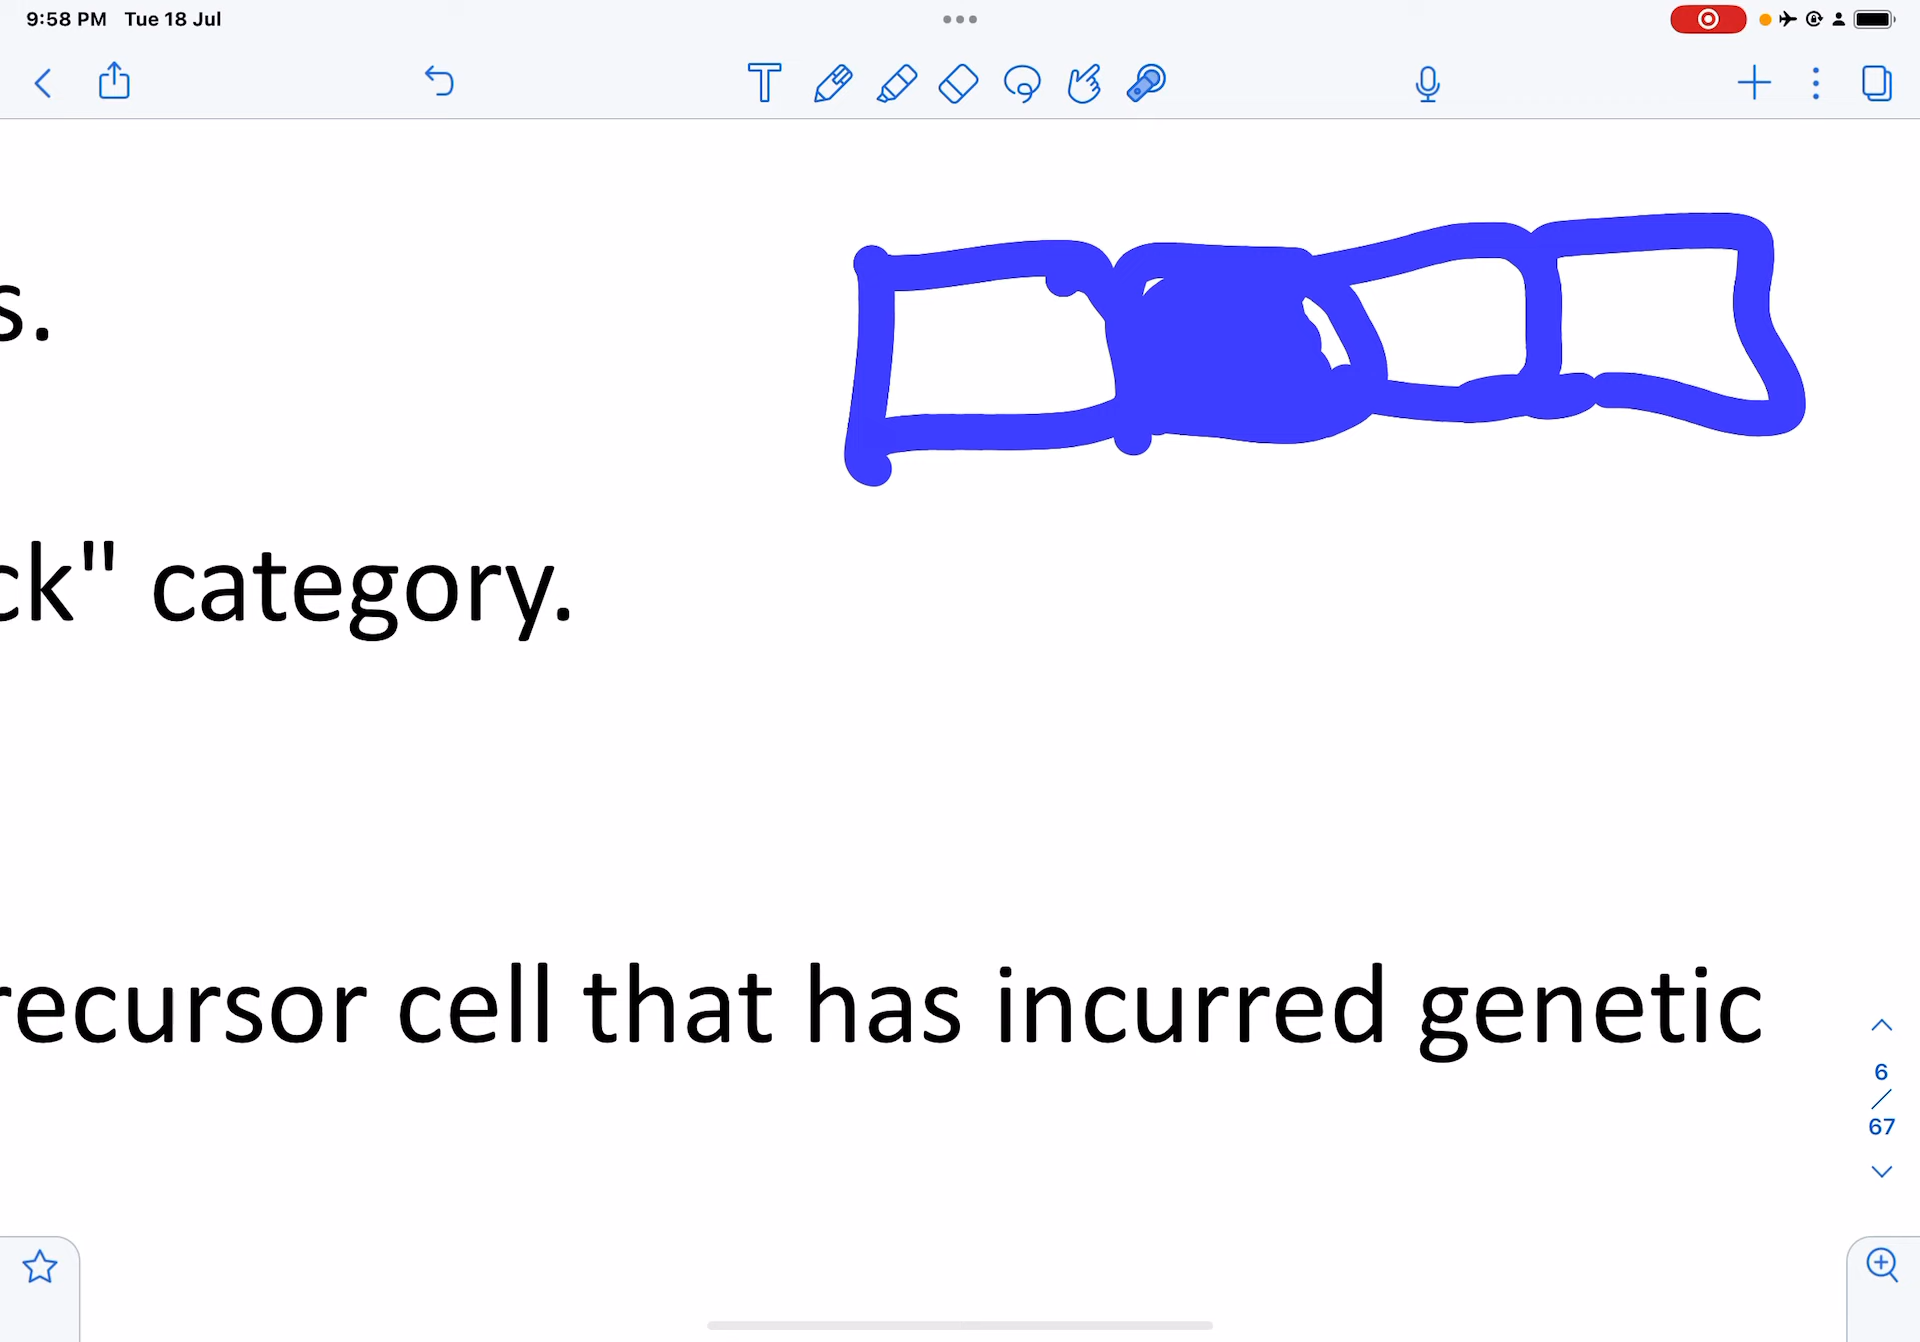 9:58 PM Tue 18 Jul
s.
ck" category.
recursor cell that has incurred genetic
6
/
67